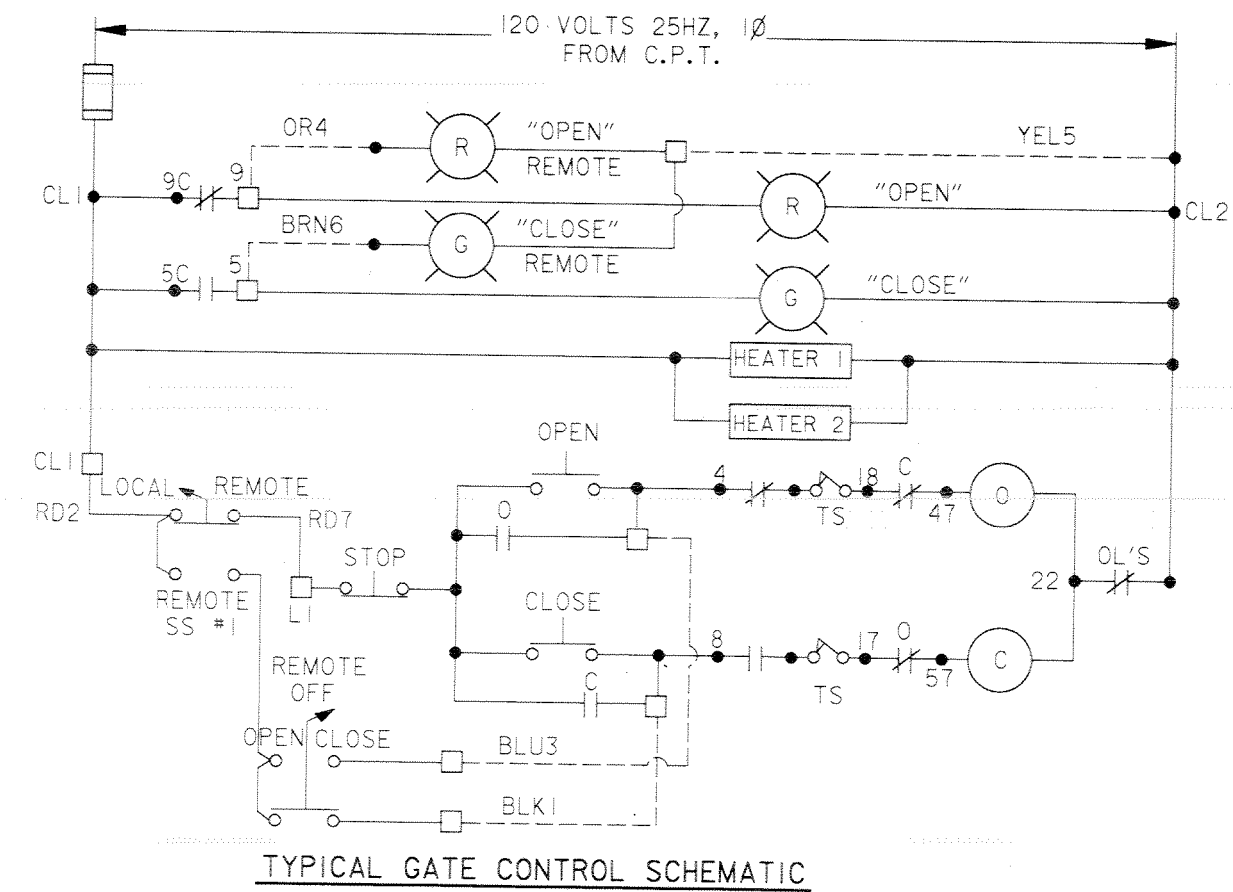 120 VOLTS 25HZ, 1Ø
FROM C.P.T.
OR4
R
"OPEN"
REMOTE
YEL5
CL1
9C
9
R
"OPEN"
CL2
BRN6
G
"CLOSE"
REMOTE
5C
5
G
"CLOSE"
HEATER 1
HEATER 2
OPEN
CL1
LOCAL
REMOTE
4
18
C
O
RD2
RD7
O
TS
47
STOP
OL'S
22
REMOTE
SS #1
L1
CLOSE
8
17
O
C
REMOTE
OFF
C
TS
57
OPEN CLOSE
BLU3
BLK1
TYPICAL GATE CONTROL SCHEMATIC